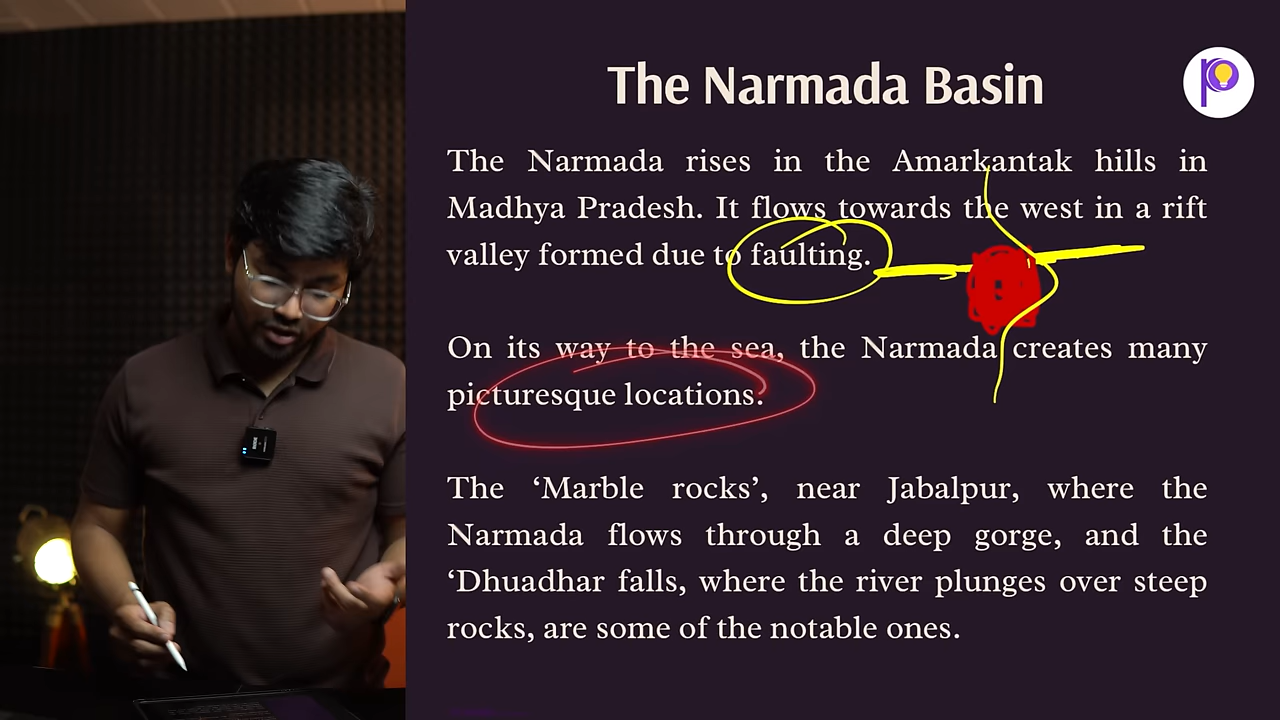 The Narmada Basin
The Narmada rises in the Amarkantak hills in
Madhya Pradesh. It flows towards the west in a rift
valley formed due to faulting.
On its way to the sea, the Narmada creates many
picturesque locations.
The ‘Marble rocks’, near Jabalpur, where the
Narmada flows through a deep gorge, and the
‘Dhuadhar falls, where the river plunges over steep
rocks, are some of the notable ones.